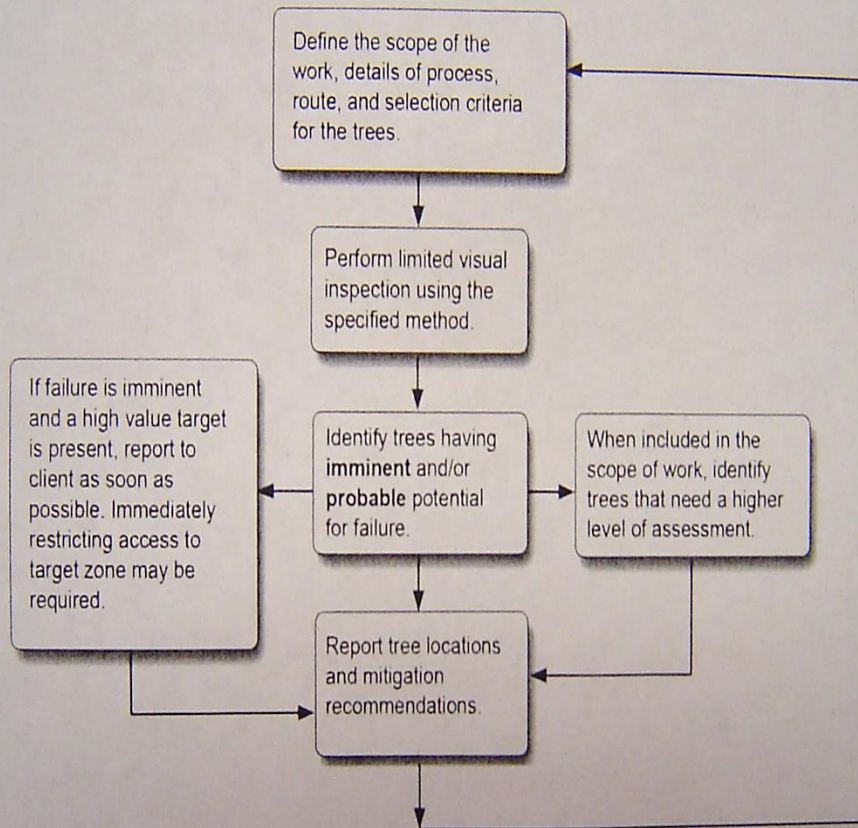 Define the scope of the
work, details of process,
route, and selection criteria
for the trees.
Perform limited visual
inspection using the
specified method.
If failure is imminent
and a high value target
is present, report to
client as soon as
possible. Immediately
restricting access to
target zone may be
required.
Identify trees having
imminent and/or
probable potential
for failure.
When included in the
scope of work, identify
trees that need a higher
level of assessment.
Report tree locations
and mitigation
recommendations.